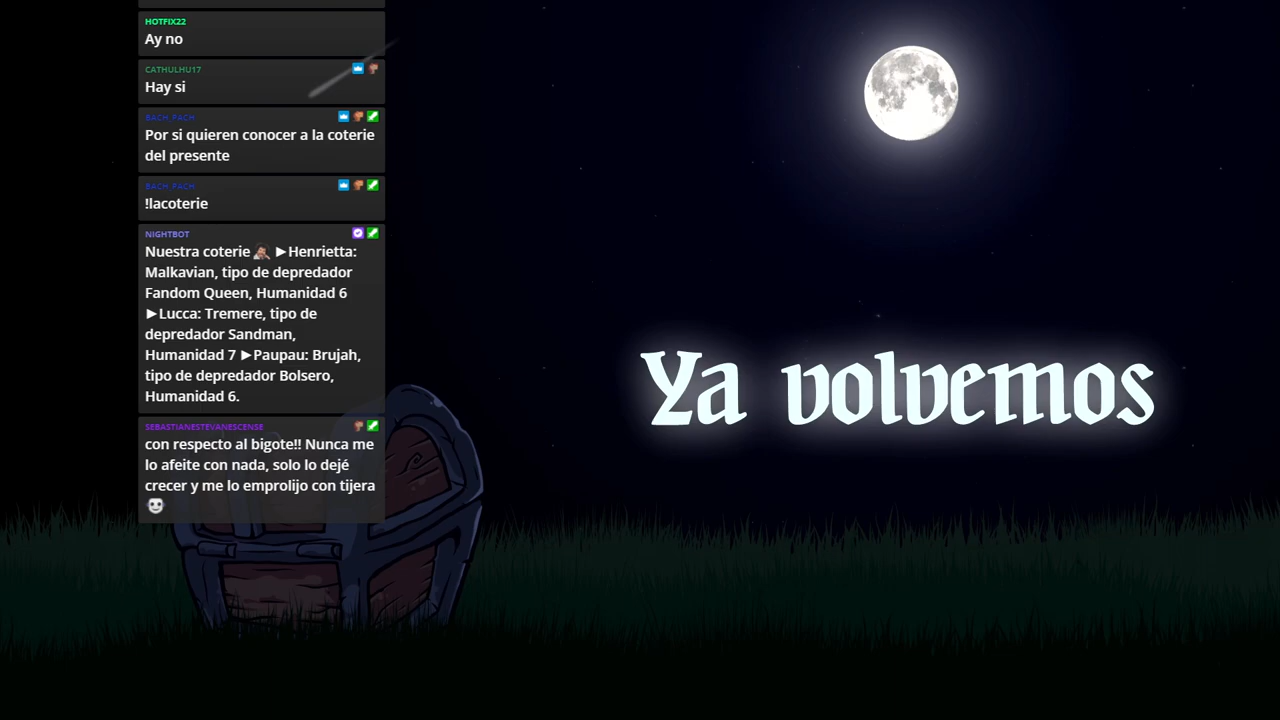 HOTFIX22
Ay no
CATHULHU17
Hay si
BACH_PACH
Por si quieren conocer a la coterie
del presente
BACH_PACH
!lacoterie
NIGHTBOT
Nuestra coterie ►Henrietta:
Malkavian, tipo de depredador
Fandom Queen, Humanidad 6
►Lucca: Tremere, tipo de
depredador Sandman,
Humanidad 7 ►Paupau: Brujah,
tipo de depredador Bolsero,
Humanidad 6.
SEBASTIANESTEVANESCENSE
con respecto al bigote!! Nunca me
lo afeite con nada, solo lo dejé
crecer y me lo emprolijo con tijera
Ya volvemos